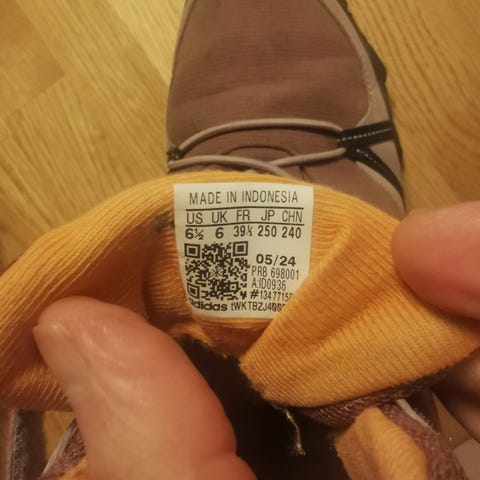 MADE IN INDONESIA
US UK FR JP CHN
6½ 6 39⅓ 250 240
05/24
PRB 698001
A:ID0936
adidas